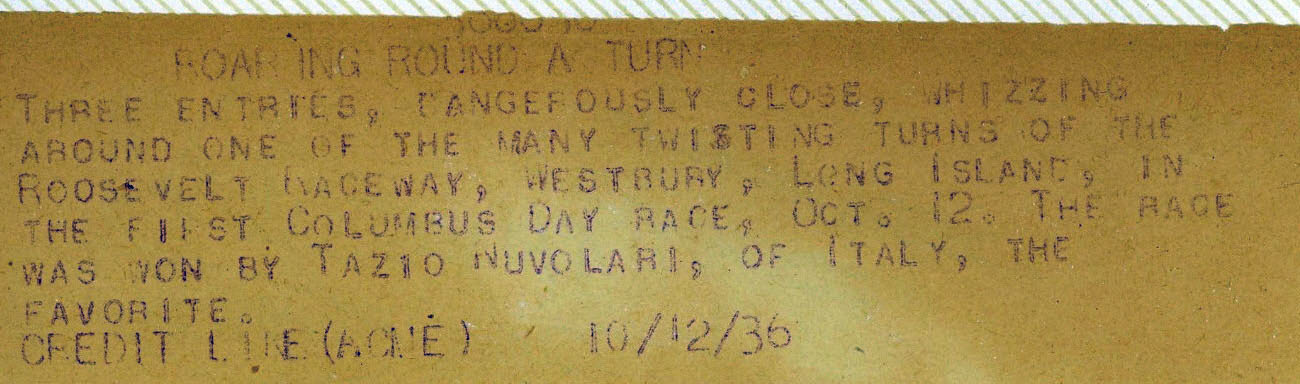 ROARING ROUND A TURN
THREE ENTRIES, DANGEROUSLY CLOSE, WHIZZING
AROUND ONE OF THE MANY TWISTING TURNS OF THE
ROOSEVELT RACEWAY, WESTBURY, LONG ISLAND, IN
THE FIRST COLUMBUS DAY RACE, OCT. 12. THE RACE
WAS WON BY TAZIO NUVOLARI, OF ITALY, THE
FAVORITE.
CREDIT LINE (ACME) 10/12/36